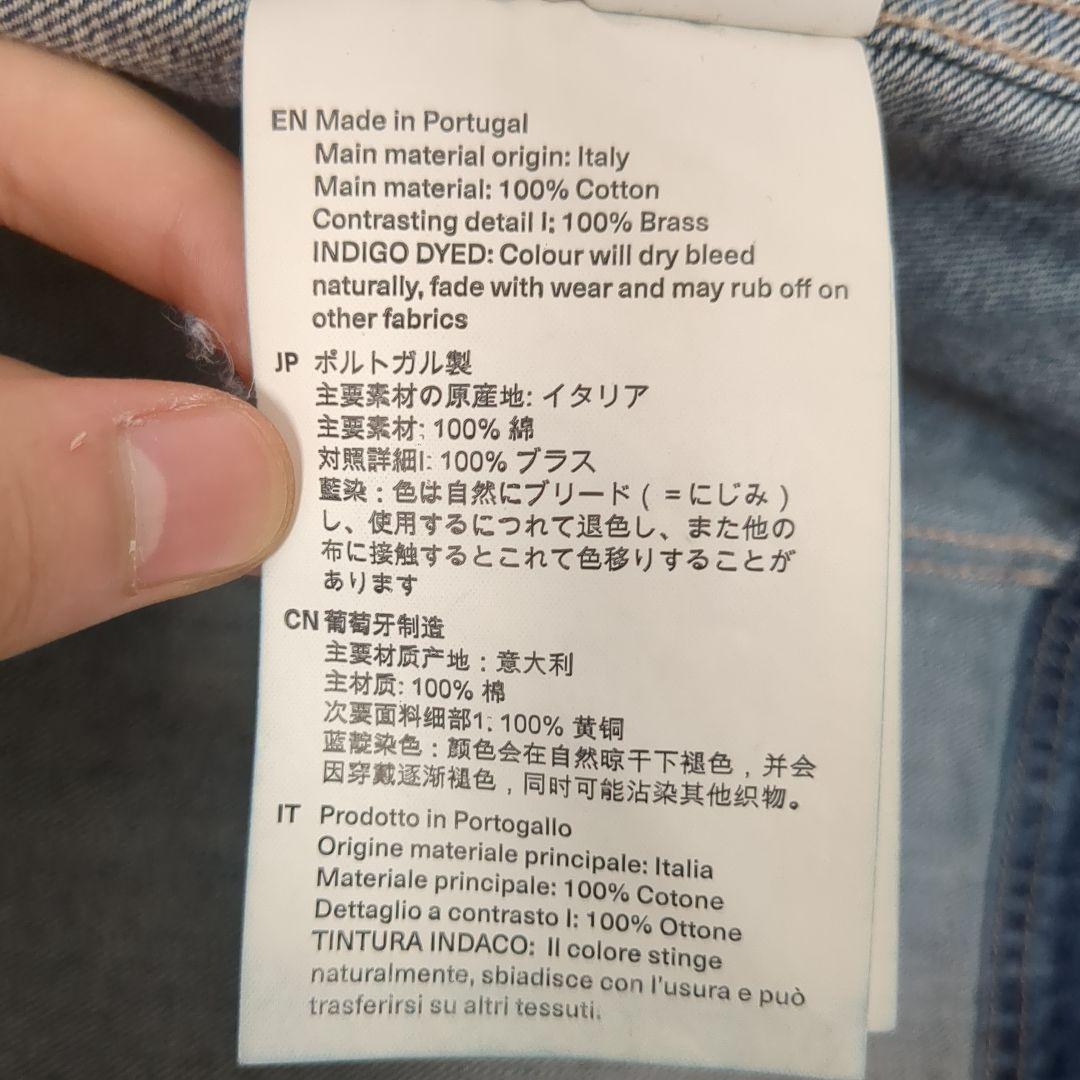 EN Made in Portugal
Main material origin: Italy
Main material: 100% Cotton
Contrasting detail I: 100% Brass
INDIGO DYED: Colour will dry bleed
naturally, fade with wear and may rub off on
other fabrics
JP ポルトガル製
主要素材の原産地: イタリア
主要素材: 100% 綿
対照詳細I: 100% ブラス
藍染：色は自然にブリード ( =にじみ )
し、使用するにつれて退色し、また他の
布に接触するとこれて色移りすることが
あります
CN 葡萄牙制造
主要材质产地：意大利
主材质: 100% 棉
次要面料细部1: 100% 黄铜
蓝靛染色：颜色会在自然晾干下褪色，并会
因穿戴逐渐褪色，同时可能沾染其他织物。
IT Prodotto in Portogallo
Origine materiale principale: Italia
Materiale principale: 100% Cotone
Dettaglio a contrasto I: 100% Ottone
TINTURA INDACO: Il colore stinge
naturalmente, sbiadisce con l'usura e può
trasferirsi su altri tessuti.